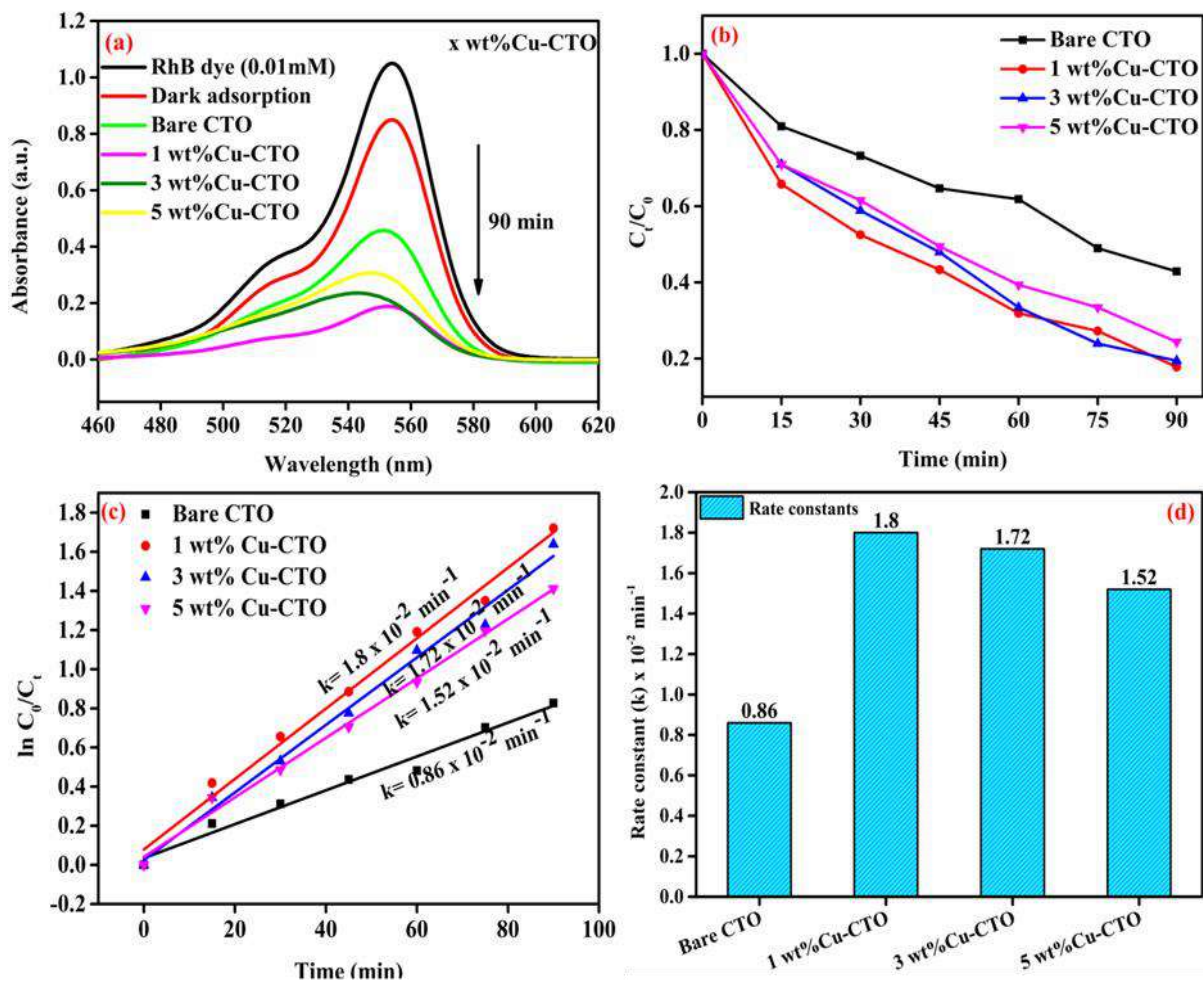 (a)
x wt%Cu-CTO
RhB dye (0.01mM)
Dark adsorption
Bare CTO
1 wt%Cu-CTO
3 wt%Cu-CTO
5 wt%Cu-CTO
90 min
1.2
1.0
0.8
0.6
0.4
0.2
0.0
Absorbance (a.u.)
460 480 500 520 540 560 580 600 620
Wavelength (nm)
(b)
Bare CTO
1 wt%Cu-CTO
3 wt%Cu-CTO
5 wt%Cu-CTO
1.0
0.8
0.6
0.4
0.2
Ct/C0
0 15 30 45 60 75 90
Time (min)
(c)
Bare CTO
1 wt% Cu-CTO
3 wt% Cu-CTO
5 wt% Cu-CTO
k= 1.8 x 10-2 min-1
k= 1.72 x 10-2 min-1
k= 1.52 x 10-2 min-1
k= 0.86 x 10-2 min-1
1.8
1.6
1.4
1.2
1.0
0.8
0.6
0.4
0.2
0.0
-0.2
ln C0/Ct
0 20 40 60 80 100
Time (min)
Rate constants
(d)
2.0
1.8
1.6
1.4
1.2
1.0
0.8
0.6
0.4
0.2
0.0
Rate constant (k) x 10-2 min-1
0.86
1.8
1.72
1.52
Bare CTO
1 wt%Cu-CTO
3 wt%Cu-CTO
5 wt%Cu-CTO